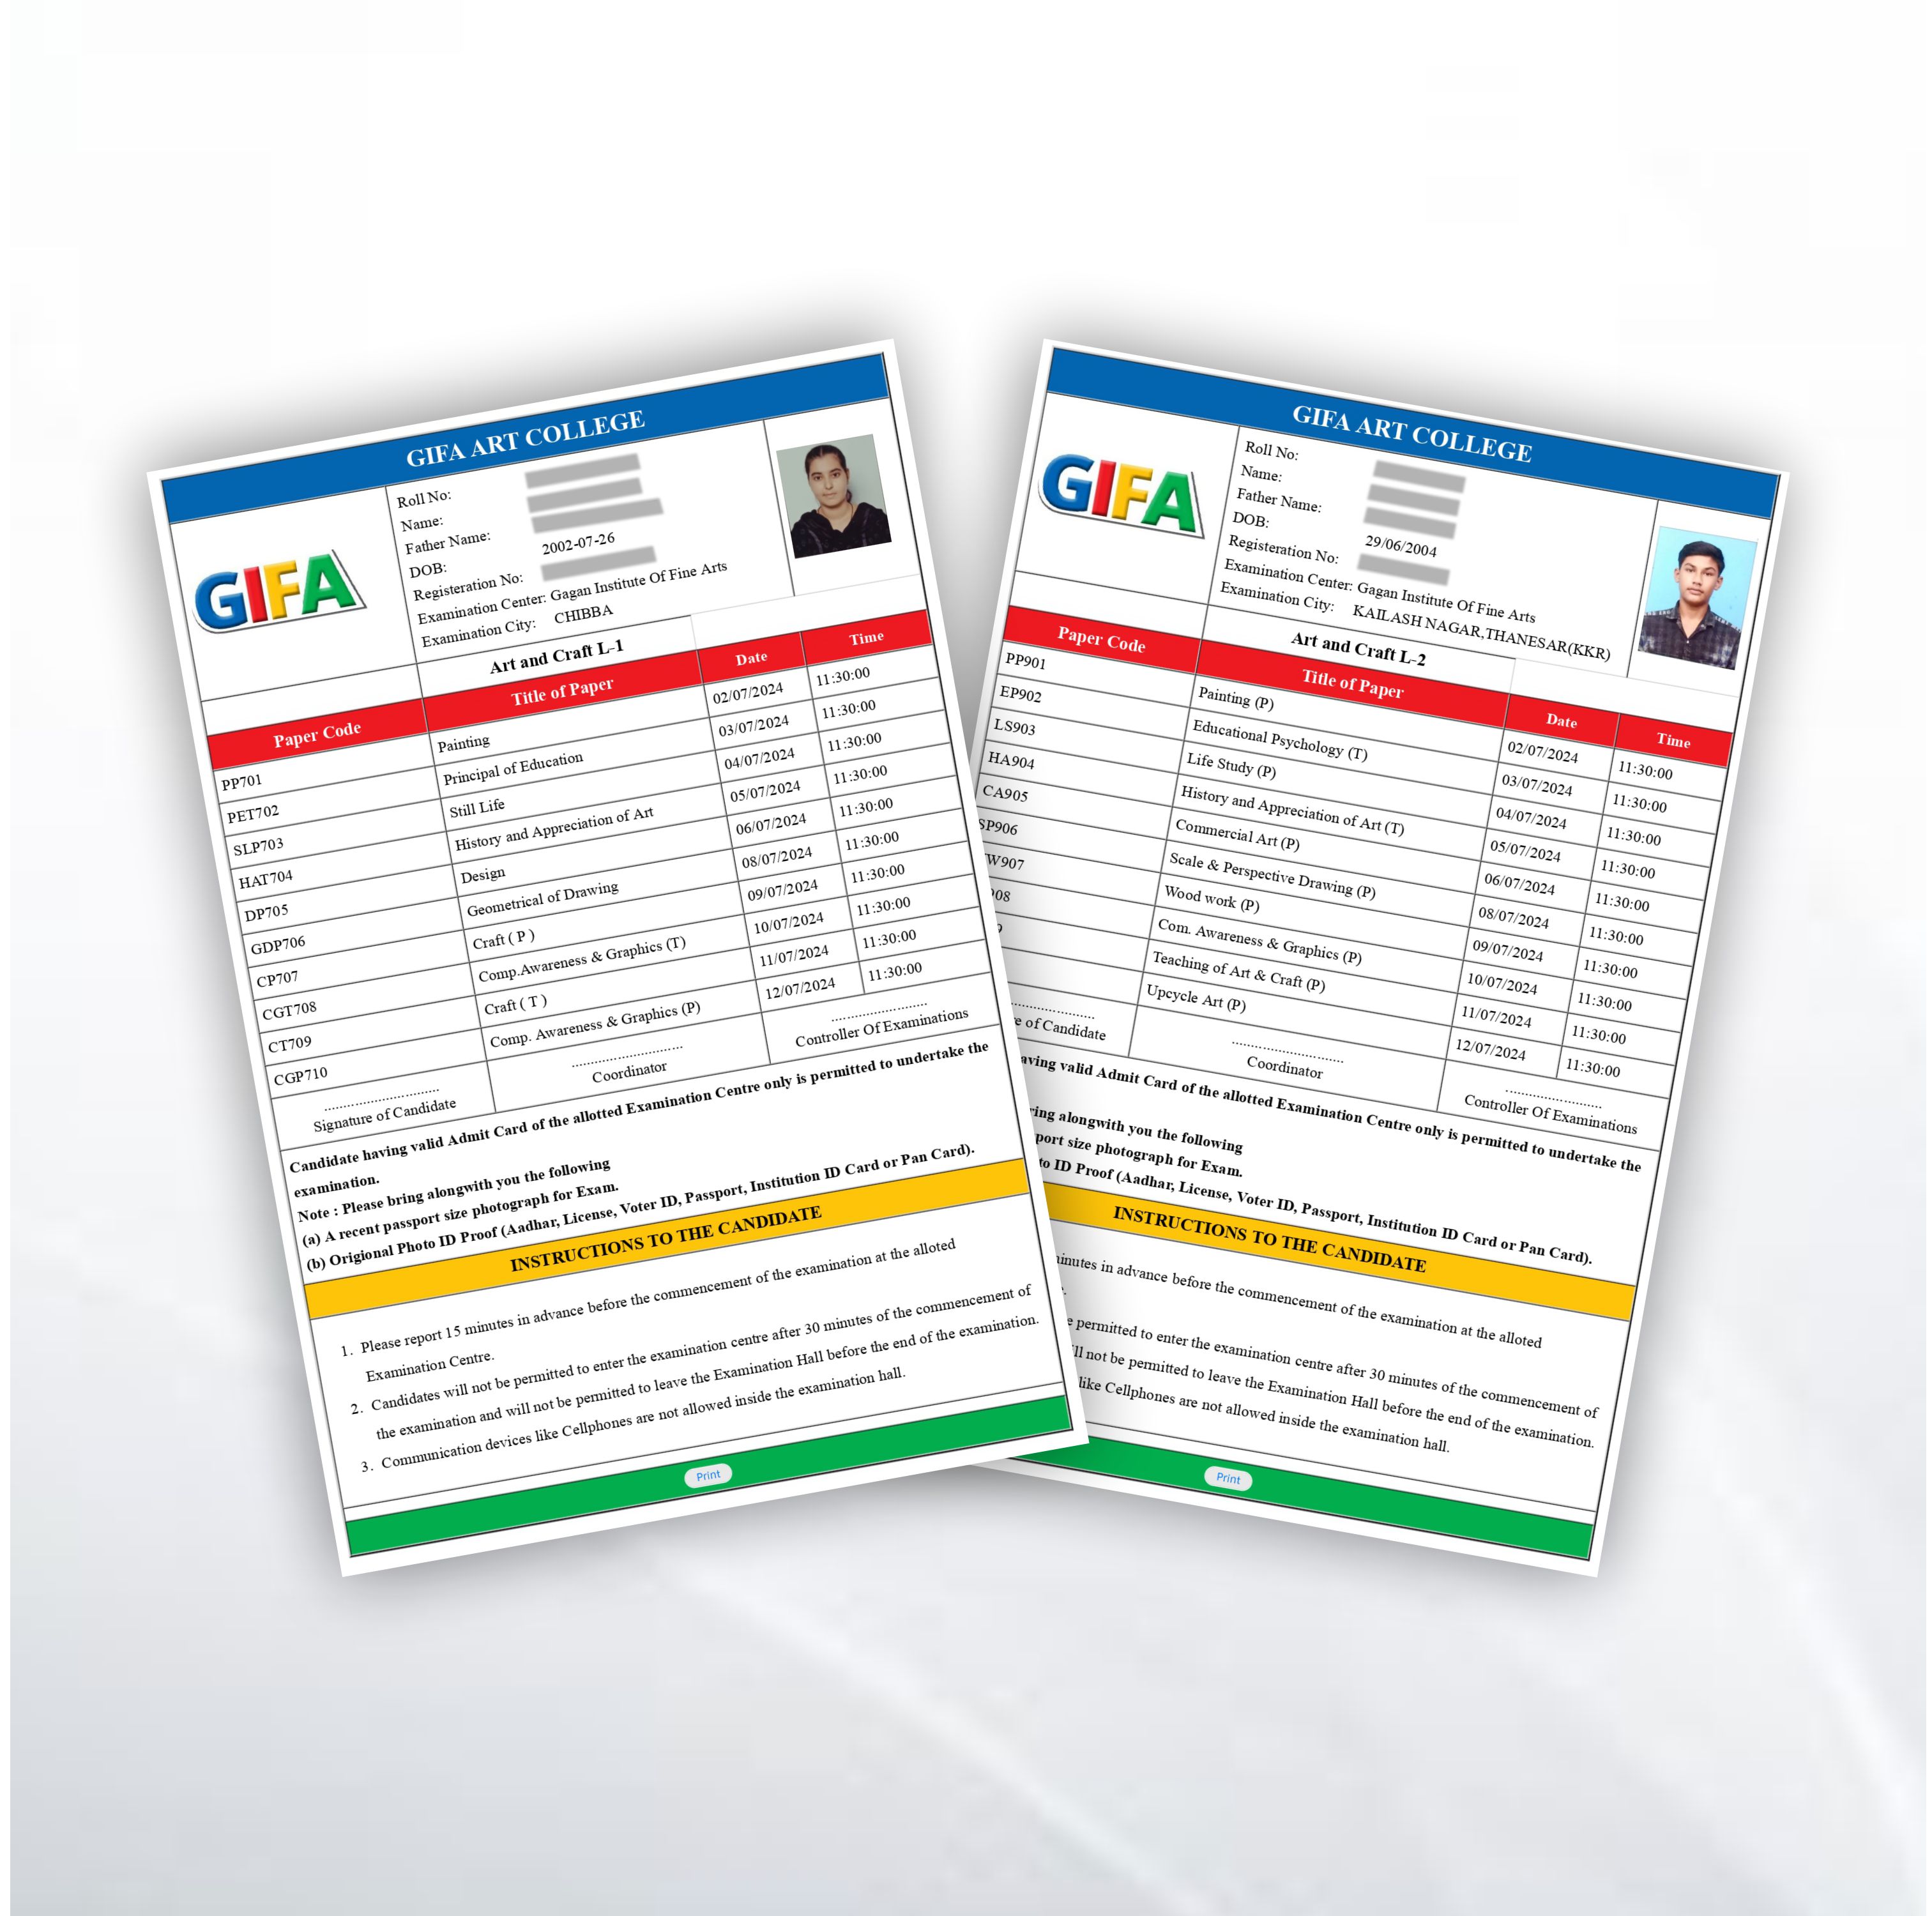 GIFA ART COLLEGE
GIFA
Roll No:
Name:
Father Name:
DOB: 2002-07-26
Registeration No:
Examination Center: Gagan Institute Of Fine Arts
Examination City: CHIBBA
Art and Craft L-1
Paper Code Title of Paper Date Time
PP701 Painting 02/07/2024 11:30:00
PET702 Principal of Education 03/07/2024 11:30:00
SLP703 Still Life 04/07/2024 11:30:00
HAT704 History and Appreciation of Art 05/07/2024 11:30:00
DP705 Design 06/07/2024 11:30:00
GDP706 Geometrical of Drawing 08/07/2024 11:30:00
CP707 Craft ( P ) 09/07/2024 11:30:00
CGT708 Comp.Awareness & Graphics (T) 10/07/2024 11:30:00
CT709 Craft ( T ) 11/07/2024 11:30:00
CGP710 Comp. Awareness & Graphics (P) 12/07/2024 11:30:00
Signature of Candidate Coordinator Controller Of Examinations
Candidate having valid Admit Card of the allotted Examination Centre only is permitted to undertake the
examination.
Note : Please bring alongwith you the following
(a) A recent passport size photograph for Exam.
(b) Origional Photo ID Proof (Aadhar, License, Voter ID, Passport, Institution ID Card or Pan Card).
INSTRUCTIONS TO THE CANDIDATE
1. Please report 15 minutes in advance before the commencement of the examination at the alloted
Examination Centre.
2. Candidates will not be permitted to enter the examination centre after 30 minutes of the commencement of
the examination and will not be permitted to leave the Examination Hall before the end of the examination.
3. Communication devices like Cellphones are not allowed inside the examination hall.
Print
GIFA ART COLLEGE
GIFA
Roll No:
Name:
Father Name:
DOB: 29/06/2004
Registeration No:
Examination Center: Gagan Institute Of Fine Arts
Examination City: KAILASH NAGAR,THANESAR(KKR)
Art and Craft L-2
Paper Code Title of Paper Date Time
PP901 Painting (P) 02/07/2024 11:30:00
EP902 Educational Psychology (T) 03/07/2024 11:30:00
LS903 Life Study (P) 04/07/2024 11:30:00
HA904 History and Appreciation of Art (T) 05/07/2024 11:30:00
CA905 Commercial Art (P) 06/07/2024 11:30:00
SP906 Scale & Perspective Drawing (P) 08/07/2024 11:30:00
W907 Wood work (P) 09/07/2024 11:30:00
08 Com. Awareness & Graphics (P) 10/07/2024 11:30:00
Teaching of Art & Craft (P) 11/07/2024 11:30:00
Upcycle Art (P) 12/07/2024 11:30:00
of Candidate Coordinator Controller Of Examinations
having valid Admit Card of the allotted Examination Centre only is permitted to undertake the
ring alongwith you the following
port size photograph for Exam.
to ID Proof (Aadhar, License, Voter ID, Passport, Institution ID Card or Pan Card).
INSTRUCTIONS TO THE CANDIDATE
minutes in advance before the commencement of the examination at the alloted
permitted to enter the examination centre after 30 minutes of the commencement of
ll not be permitted to leave the Examination Hall before the end of the examination.
like Cellphones are not allowed inside the examination hall.
Print